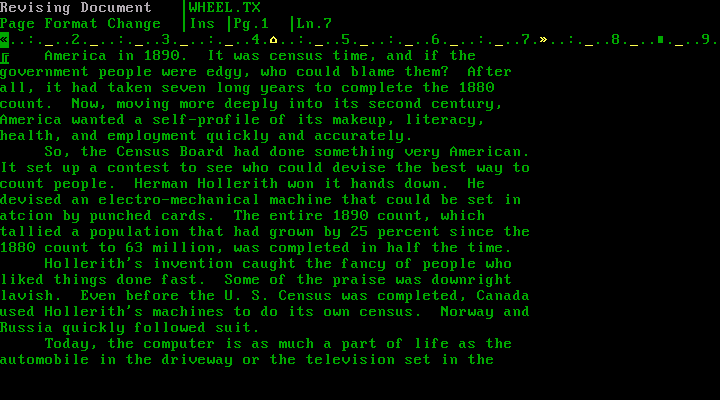 Revising Document |WHEEL.TX
Page Format Change |Ins |Pg.1 |Ln.7
«..:._..2._..:._..3._..:._..4.⌂..:._..5._..:._..6._..:._..7.»..:._..8._..:.■.._..9.
America in 1890. It was census time, and if the
government people were edgy, who could blame them? After
all, it had taken seven long years to complete the 1880
count. Now, moving more deeply into its second century,
America wanted a self-profile of its makeup, literacy,
health, and employment quickly and accurately.
So, the Census Board had done something very American.
It set up a contest to see who could devise the best way to
count people. Herman Hollerith won it hands down. He
devised an electro-mechanical machine that could be set in
atcion by punched cards. The entire 1890 count, which
tallied a population that had grown by 25 percent since the
1880 count to 63 million, was completed in half the time.
Hollerith's invention caught the fancy of people who
liked things done fast. Some of the praise was downright
lavish. Even before the U. S. Census was completed, Canada
used Hollerith's machines to do its own census. Norway and
Russia quickly followed suit.
Today, the computer is as much a part of life as the
automobile in the driveway or the television set in the